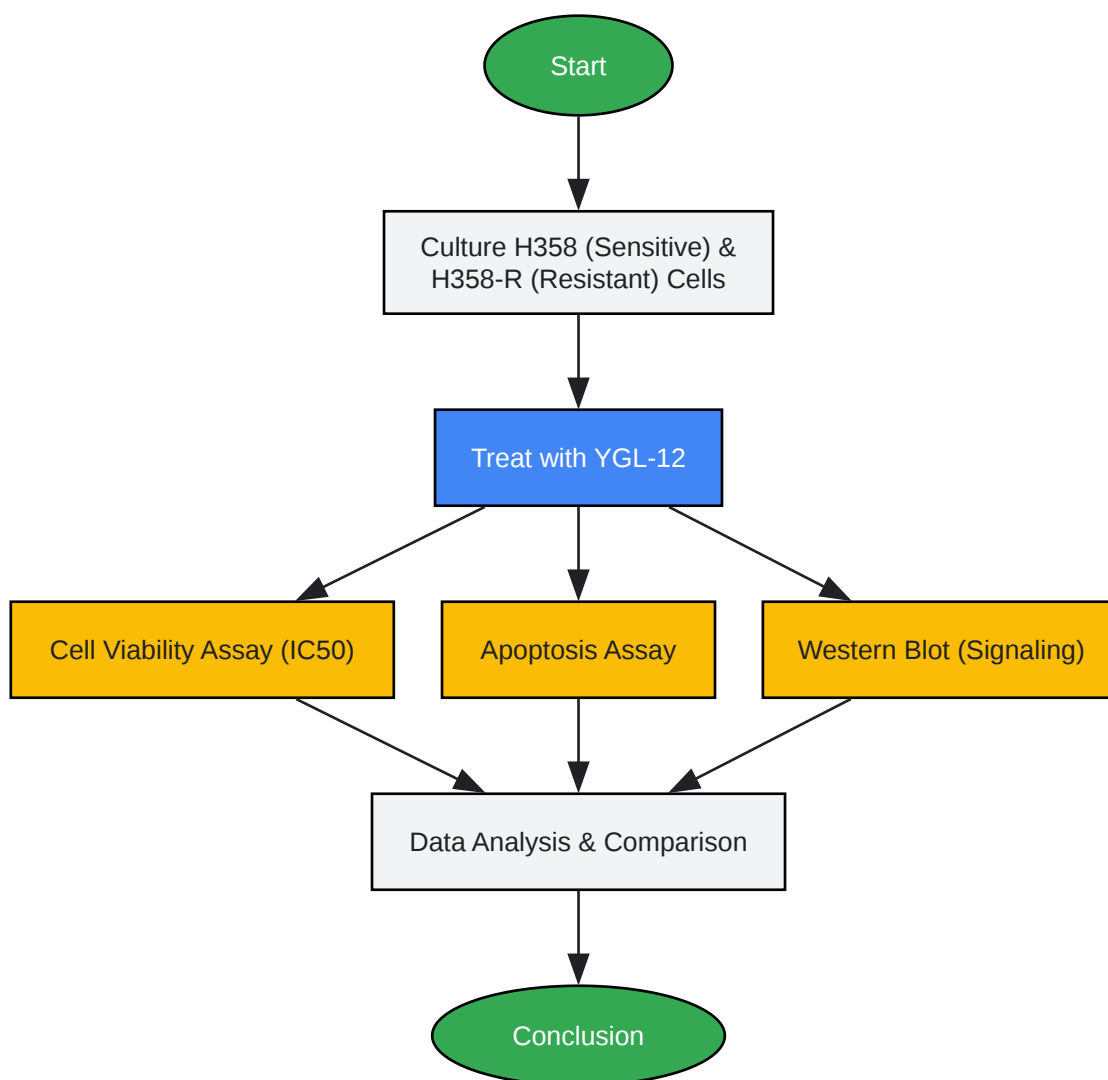 Start
Culture H358 (Sensitive) &
H358-R (Resistant) Cells
Treat with YGL-12
Cell Viability Assay (IC50)
Apoptosis Assay
Western Blot (Signaling)
Data Analysis & Comparison
Conclusion